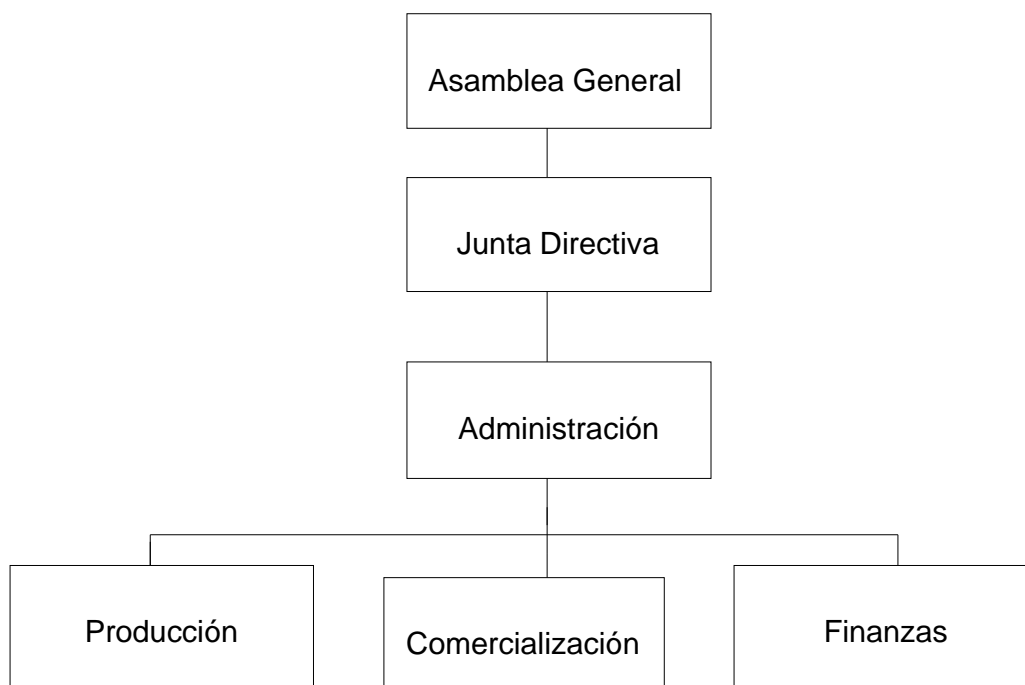 Asamblea General
Junta Directiva
Administración
Producción
Comercialización
Finanzas